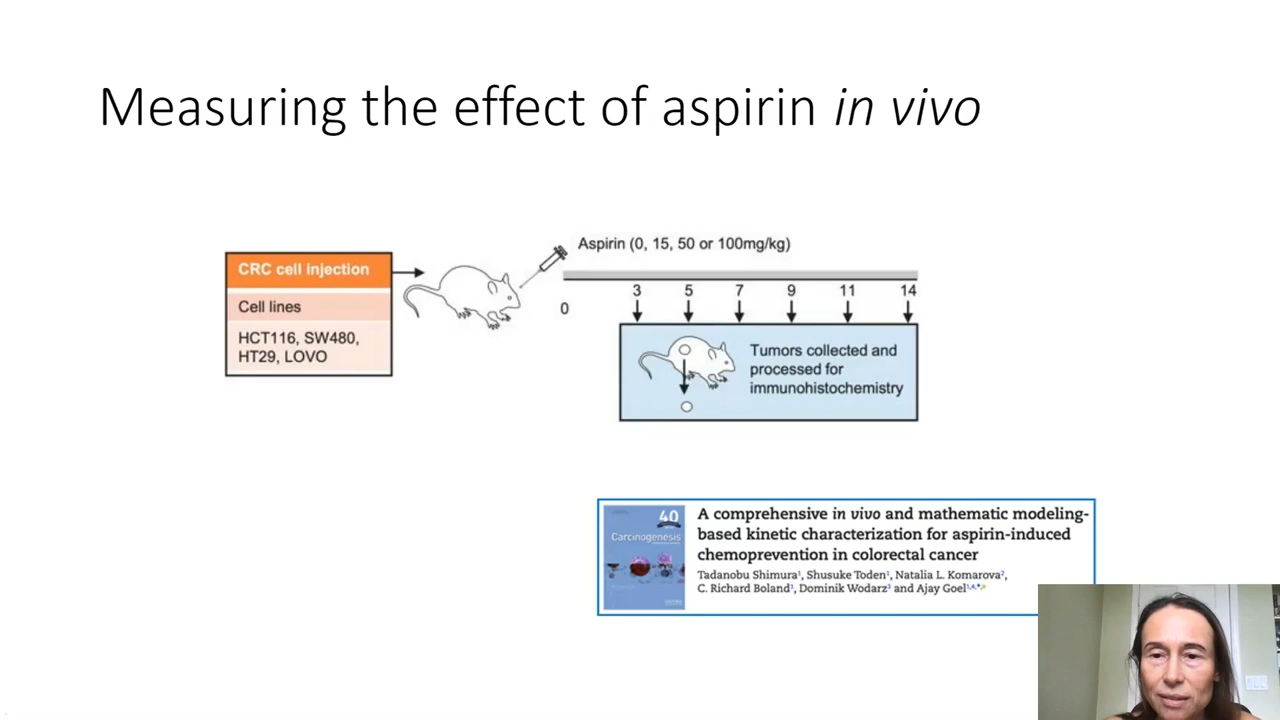 Measuring the effect of aspirin in vivo
Aspirin (0, 15, 50 or 100mg/kg)
CRC cell injection
Cell lines
HCT116, SW480,
HT29, LOVO
0
3 5 7 9 11 14
Tumors collected and
processed for
immunohistochemistry
40
Carcinogenesis
A comprehensive in vivo and mathematic modeling-
based kinetic characterization for aspirin-induced
chemoprevention in colorectal cancer
Tadanobu Shimura¹, Shusuke Toden¹, Natalia L. Komarova²,
C. Richard Boland¹, Dominik Wodarz³ and Ajay Goel